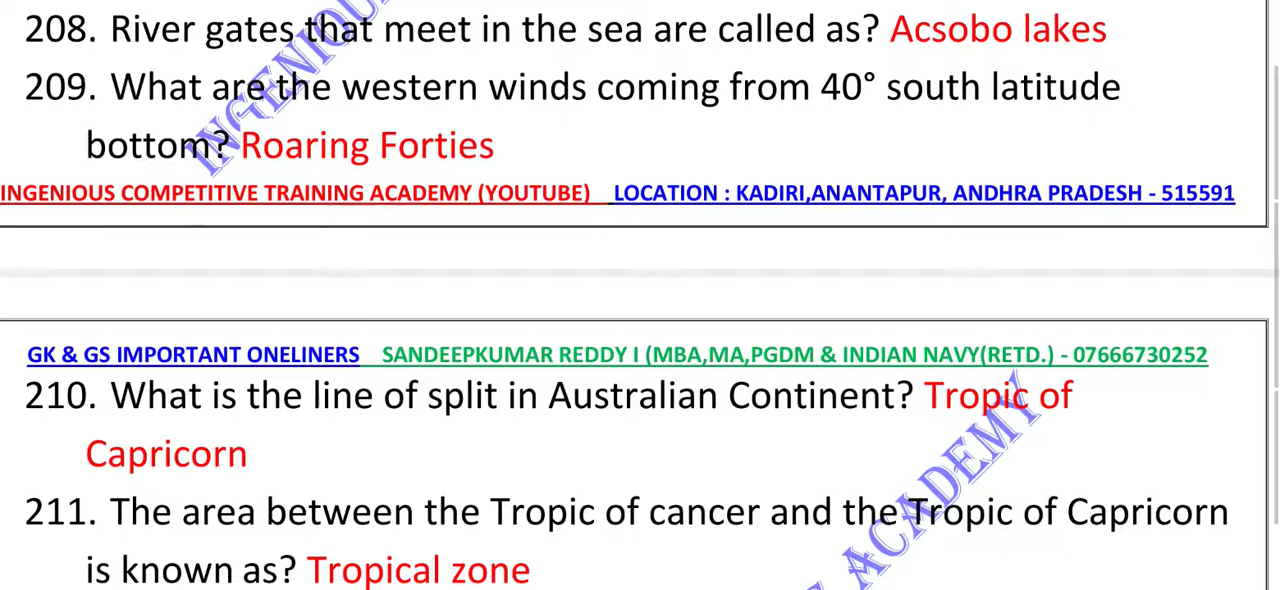 208. River gates that meet in the sea are called as? Acsobo lakes
209. What are the western winds coming from 40° south latitude
bottom? Roaring Forties
INGENIOUS COMPETITIVE TRAINING ACADEMY (YOUTUBE) LOCATION : KADIRI,ANANTAPUR, ANDHRA PRADESH - 515591
GK & GS IMPORTANT ONELINERS SANDEEPKUMAR REDDY I (MBA,MA,PGDM & INDIAN NAVY(RETD.) - 07666730252
210. What is the line of split in Australian Continent? Tropic of
Capricorn
211. The area between the Tropic of cancer and the Tropic of Capricorn
is known as? Tropical zone
INGENIOU
ACADEMY